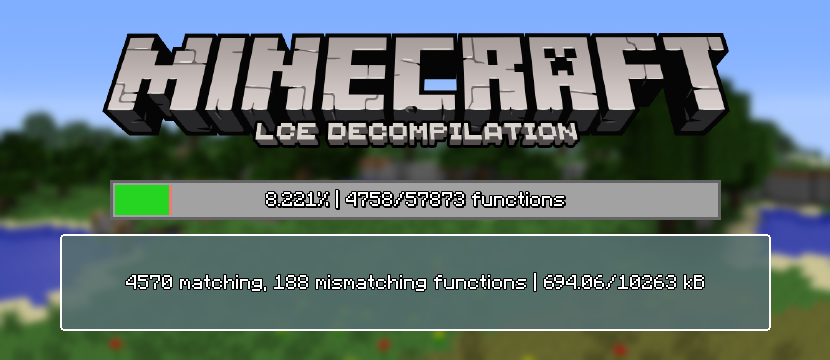 MINECRAFT
LCE DECOMPILATION
8.221% | 4758/57873 functions
4570 matching, 188 mismatching functions | 694.06/10263 kB